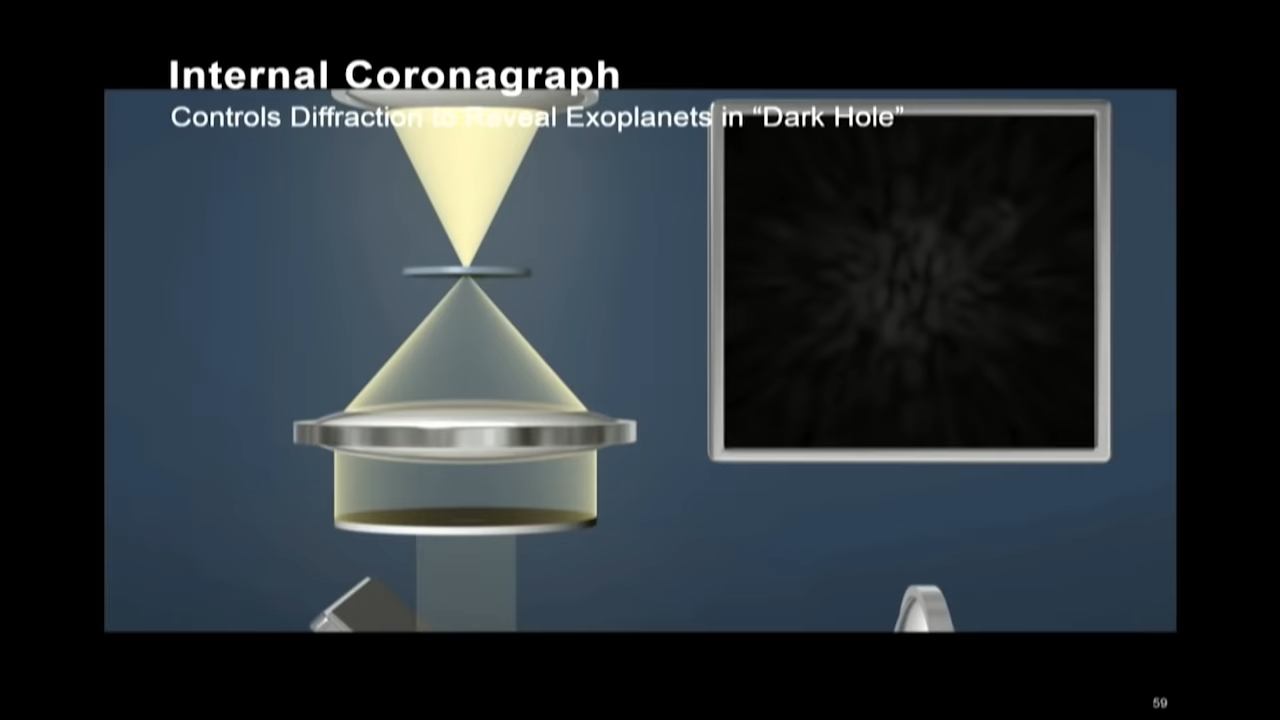 Internal Coronagraph
Controls Diffraction to Reveal Exoplanets in “Dark Hole”
59